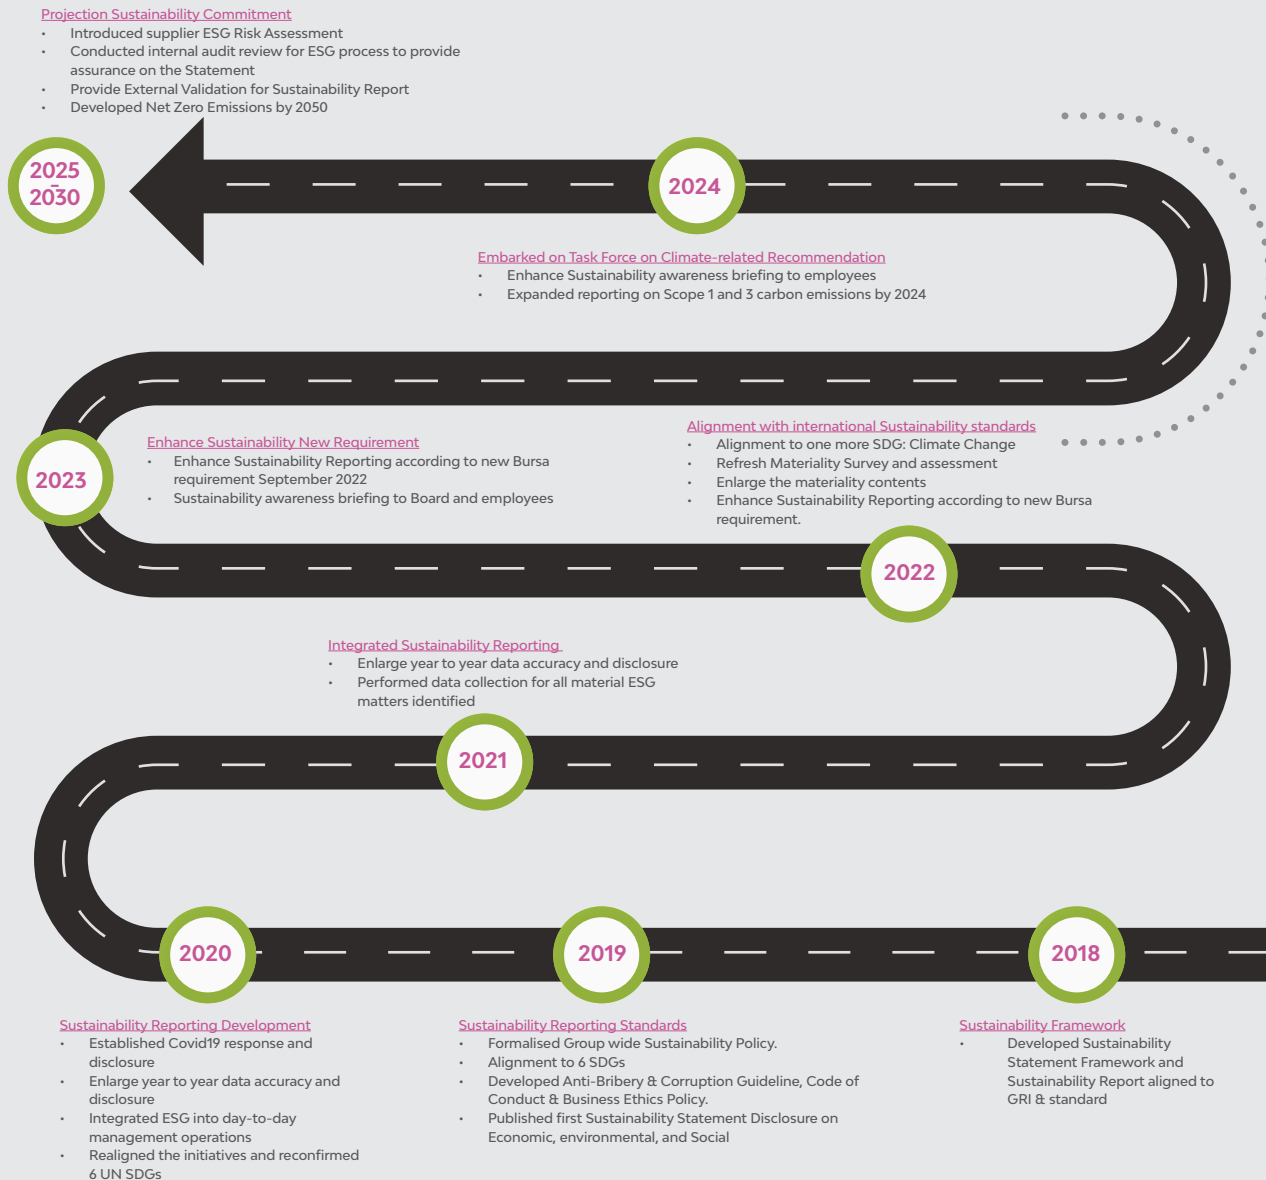 Projection Sustainability Commitment
• Introduced supplier ESG Risk Assessment
• Conducted internal audit review for ESG process to provide
assurance on the Statement
• Provide External Validation for Sustainability Report
• Developed Net Zero Emissions by 2050
2025
-
2030
2024
Embarked on Task Force on Climate-related Recommendation
• Enhance Sustainability awareness briefing to employees
• Expanded reporting on Scope 1 and 3 carbon emissions by 2024
2023
Enhance Sustainability New Requirement
• Enhance Sustainability Reporting according to new Bursa
requirement September 2022
• Sustainability awareness briefing to Board and employees
Alignment with international Sustainability standards
• Alignment to one more SDG: Climate Change
• Refresh Materiality Survey and assessment
• Enlarge the materiality contents
• Enhance Sustainability Reporting according to new Bursa
requirement.
2022
Integrated Sustainability Reporting
• Enlarge year to year data accuracy and disclosure
• Performed data collection for all material ESG
matters identified
2021
2020
2019
2018
Sustainability Reporting Development
• Established Covid19 response and
disclosure
• Enlarge year to year data accuracy and
disclosure
• Integrated ESG into day-to-day
management operations
• Realigned the initiatives and reconfirmed
6 UN SDGs
Sustainability Reporting Standards
• Formalised Group wide Sustainability Policy.
• Alignment to 6 SDGs
• Developed Anti-Bribery & Corruption Guideline, Code of
Conduct & Business Ethics Policy.
• Published first Sustainability Statement Disclosure on
Economic, environmental, and Social
Sustainability Framework
• Developed Sustainability
Statement Framework and
Sustainability Report aligned to
GRI & standard